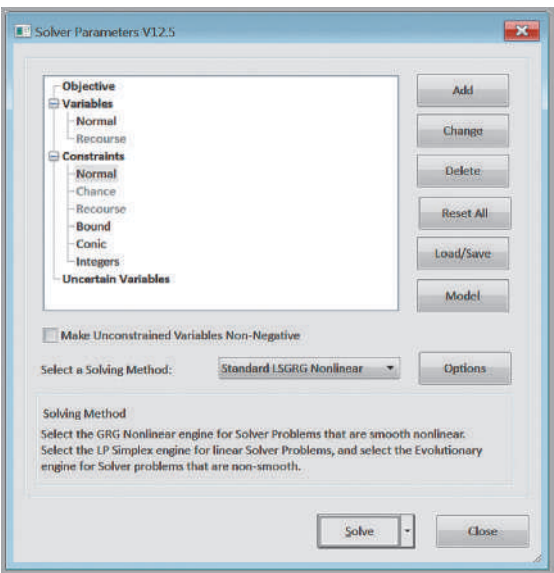 Solver Parameters V12.5
Objective
Variables
Normal
Recourse
Constraints
Normal
Chance
Recourse
Bound
Conic
Integers
Uncertain Variables
Add
Change
Delete
Reset All
Load/Save
Model
Make Unconstrained Variables Non-Negative
Select a Solving Method:
Standard LSGRG Nonlinear
Options
Solving Method
Select the GRG Nonlinear engine for Solver Problems that are smooth nonlinear.
Select the LP Simplex engine for linear Solver Problems, and select the Evolutionary
engine for Solver problems that are non-smooth.
Solve
Close